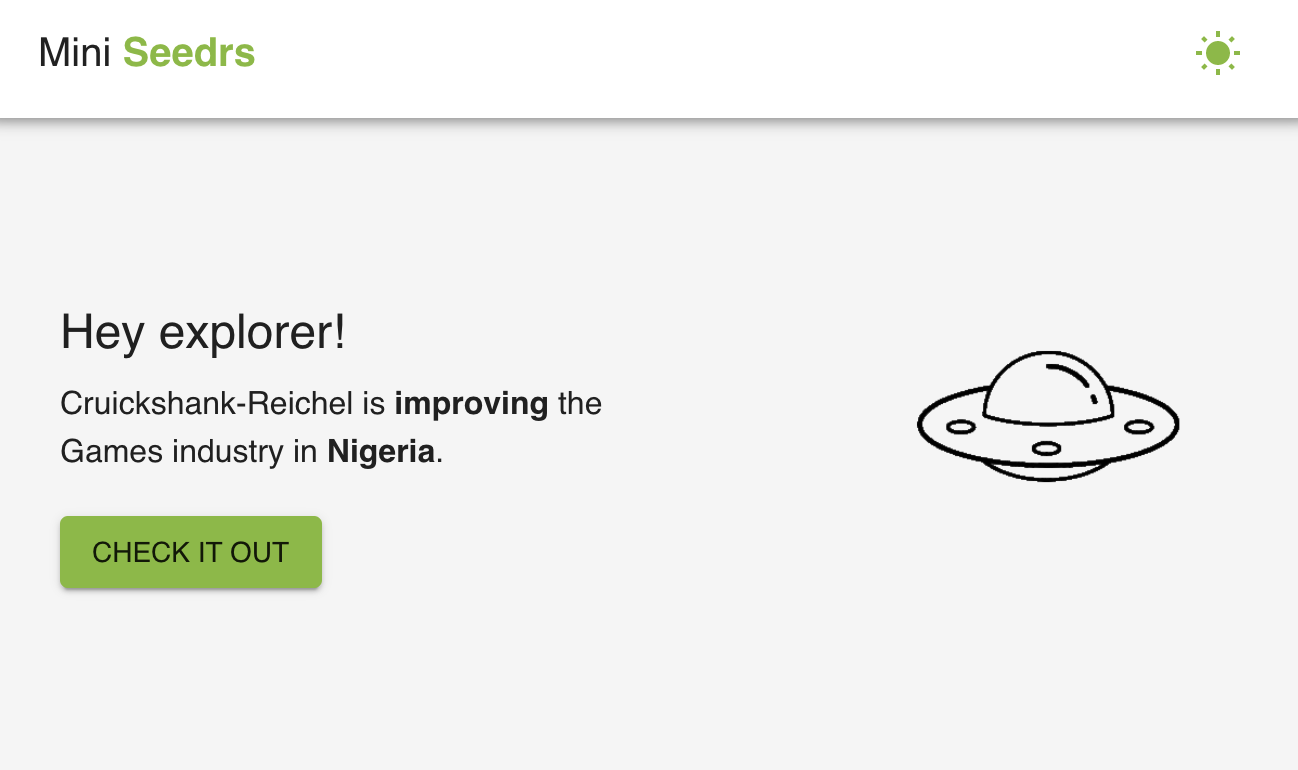 Mini Seedrs
Hey explorer!
Cruickshank-Reichel is improving the
Games industry in Nigeria.
CHECK IT OUT